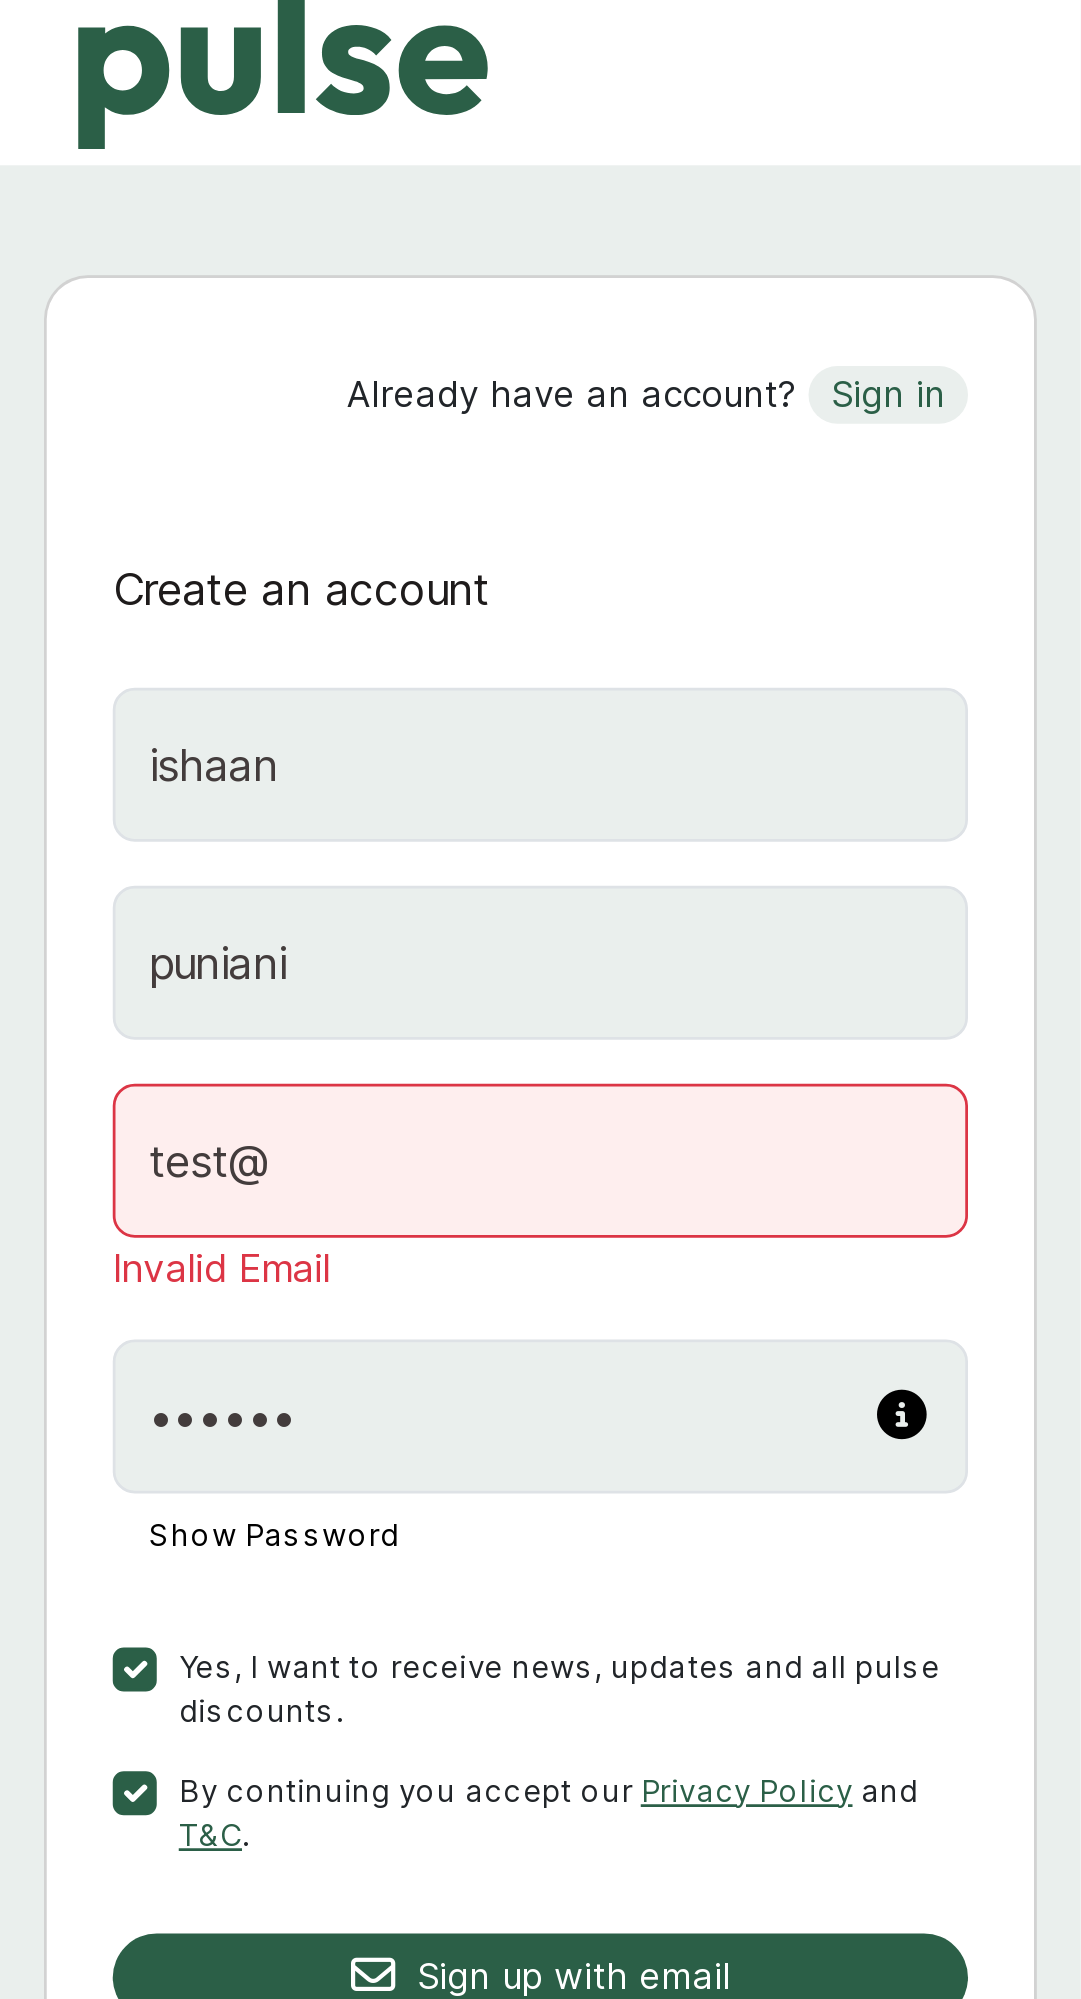 pulse
Already have an account? Sign in
Create an account
ishaan
puniani
test@
Invalid Email
••••••
Show Password
Yes, I want to receive news, updates and all pulse
discounts.
By continuing you accept our Privacy Policy and
T&C.
Sign up with email